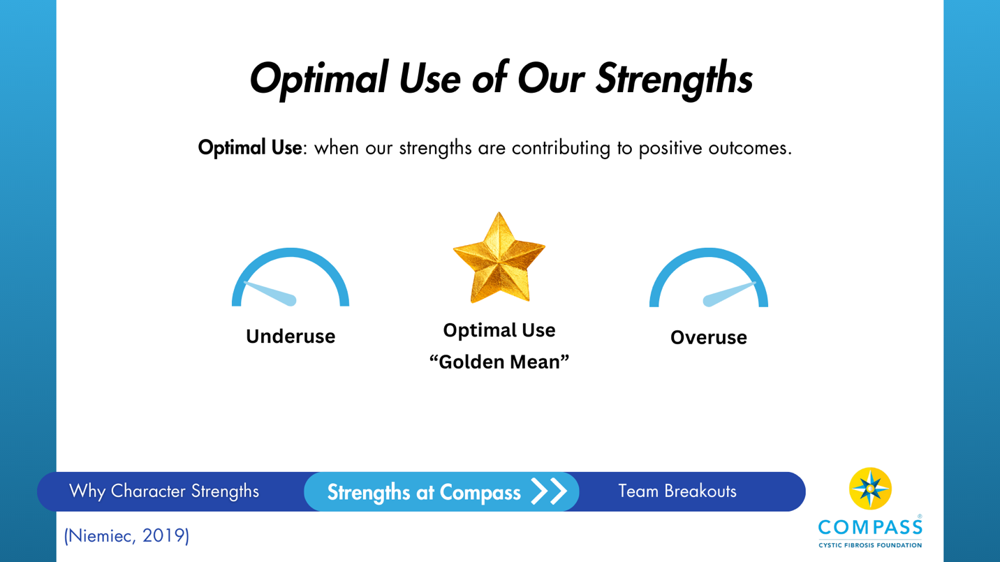 Optimal Use of Our Strengths
Optimal Use: when our strengths are contributing to positive outcomes.
Underuse
Optimal Use
“Golden Mean”
Overuse
Why Character Strengths
Strengths at Compass
Team Breakouts
(Niemiec, 2019)
COMPASS®
CYSTIC FIBROSIS FOUNDATION